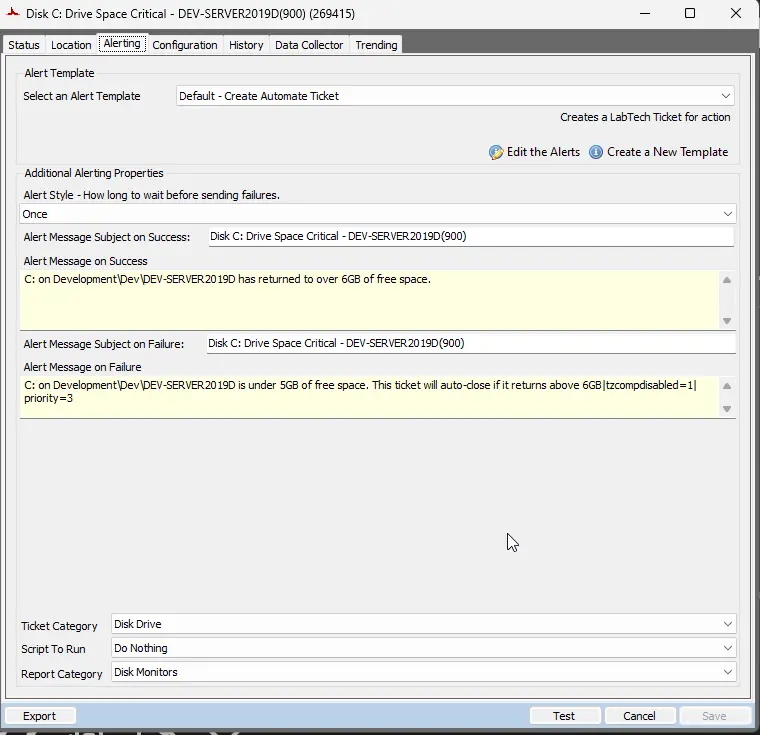 Disk C: Drive Space Critical - DEV-SERVER2019D(900) (269415)
Status Location Alerting Configuration History Data Collector Trending
Alert Template
Select an Alert Template Default - Create Automate Ticket
Creates a LabTech Ticket for action
Edit the Alerts Create a New Template
Additional Alerting Properties
Alert Style - How long to wait before sending failures.
Once
Alert Message Subject on Success: Disk C: Drive Space Critical - DEV-SERVER2019D(900)
Alert Message on Success
C: on Development\Dev\DEV-SERVER2019D has returned to over 6GB of free space.
Alert Message Subject on Failure: Disk C: Drive Space Critical - DEV-SERVER2019D(900)
Alert Message on Failure
C: on Development\Dev\DEV-SERVER2019D is under 5GB of free space. This ticket will auto-close if it returns above 6GB|tzcompdisabled=1|
priority=3
Ticket Category Disk Drive
Script To Run Do Nothing
Report Category Disk Monitors
Export Test Cancel Save